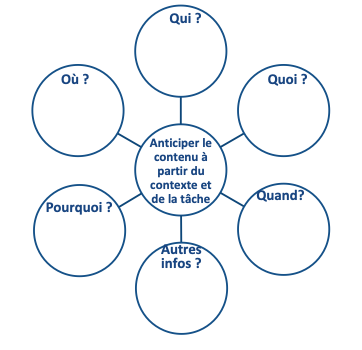 Qui ?
Où ?
Quoi ?
Anticiper le
contenu à
partir du
contexte et
de la tâche
Pourquoi ?
Quand?
Autres
infos ?